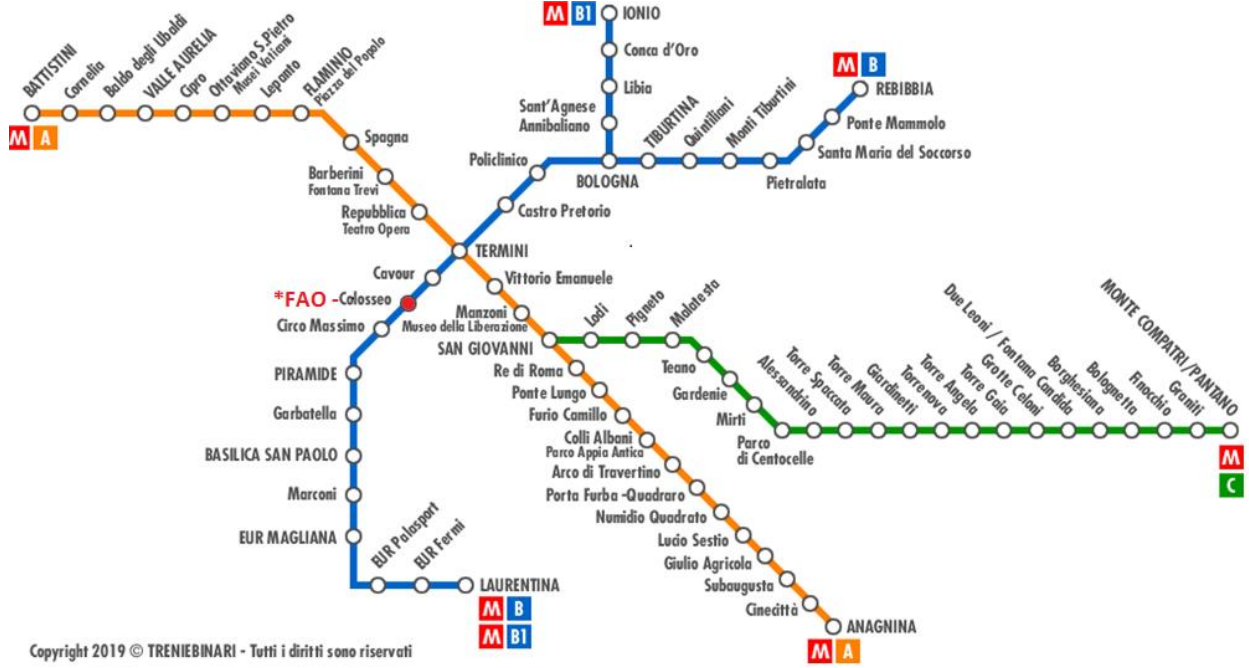 M B1 IONIO
Conca d'Oro
Libia
Sant'Agnese
Annibaliano
M B
REBIBBIA
Ponte Mammolo
Santa Maria del Soccorso
Pietralata
Monti Tiburtini
Quintiliani
TIBURTINA
BOLOGNA
Policlinico
Castro Pretorio
BATTISTINI
Cornelia
Baldo degli Ubaldi
VALLE AURELIA
Cipro
Ottaviano S.Pietro
Musei Vaticani
Lepanto
FLAMINIO
Piazza del Popolo
M A
Spagna
Barberini
Fontana Trevi
Repubblica
Teatro Opera
TERMINI
Cavour
*FAO -Colosseo
Circo Massimo
PIRAMIDE
Garbatella
BASILICA SAN PAOLO
Marconi
EUR MAGLIANA
EUR Palasport
EUR Fermi
LAURENTINA
M B
M B1
Vittorio Emanuele
Manzoni
Museo della Liberazione
SAN GIOVANNI
Re di Roma
Ponte Lungo
Furio Camillo
Colli Albani
Parco Appia Antica
Arco di Travertino
Porta Furba -Quadraro
Numidio Quadrato
Lucio Sestio
Giulio Agricola
Subaugusta
Cinecittà
ANAGNINA
M A
Lodi
Pigneto
Malatesta
Teano
Gardenie
Mirti
Parco
di Centocelle
Alessandrino
Torre Spaccata
Torre Maura
Giardinetti
Torrenova
Torre Angela
Torre Gaia
Grotte Celoni
Due Leoni / Fontana Candida
Borghesiana
Bolognetta
Finocchio
Graniti
MONTE COMPATRI/PANTANO
M
C
Copyright 2019 © TRENIEBINARI - Tutti i diritti sono riservati